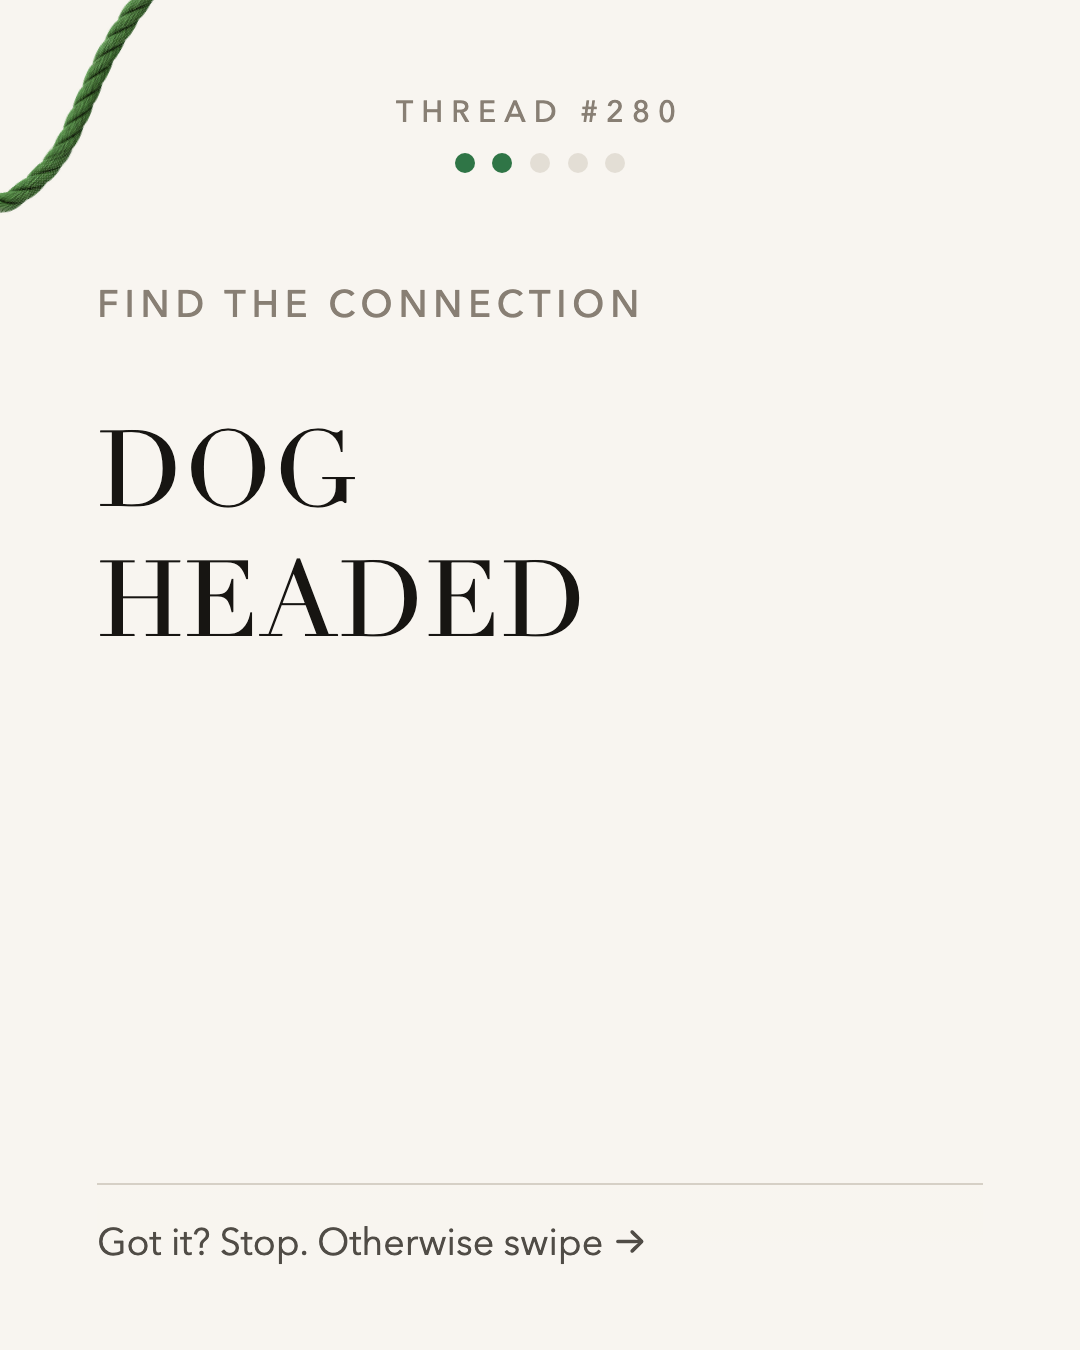 THREAD #280
FIND THE CONNECTION
DOG
HEADED
Got it? Stop. Otherwise swipe →